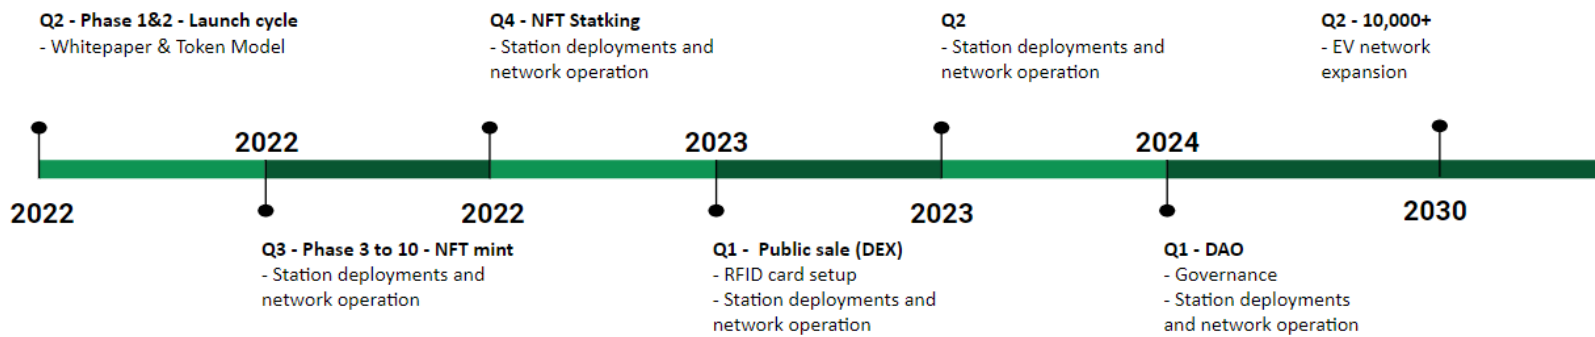 Q2 - Phase 1&2 - Launch cycle
- Whitepaper & Token Model
Q4 - NFT Statking
- Station deployments and
network operation
Q2
- Station deployments and
network operation
Q2 - 10,000+
- EV network
expansion
2022
2023
2024
2022
2022
2023
2030
Q3 - Phase 3 to 10 - NFT mint
- Station deployments and
network operation
Q1 - Public sale (DEX)
- RFID card setup
- Station deployments and
network operation
Q1 - DAO
- Governance
- Station deployments
and network operation